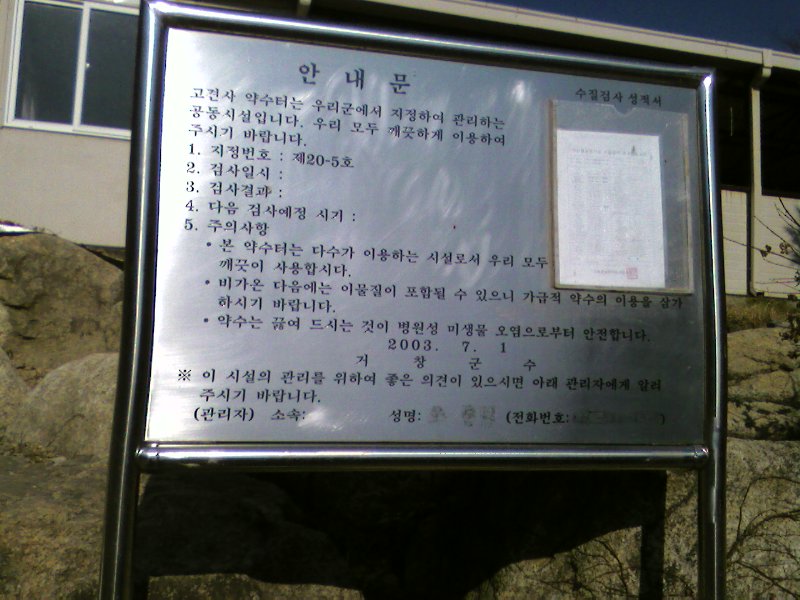 안 내 문
수질검사 성적서
고견사 약수터는 우리군에서 지정하여 관리하는
공동시설입니다. 우리 모두 깨끗하게 이용하여
주시기 바랍니다.
1. 지정번호 : 제20-5호
2. 검사일시 :
3. 검사결과 :
4. 다음 검사예정 시기 :
5. 주의사항
• 본 약수터는 다수가 이용하는 시설로서 우리 모두
깨끗이 사용합시다.
• 비가온 다음에는 이물질이 포함될 수 있으니 가급적 약수의 이용을 삼가
하시기 바랍니다.
• 약수는 끓여 드시는 것이 병원성 미생물 오염으로부터 안전합니다.
2003. 7. 1
거 창 군 수
※ 이 시설의 관리를 위하여 좋은 의견이 있으시면 아래 관리자에게 알려
주시기 바랍니다.
(관리자) 소속: 성명: (전화번호: )